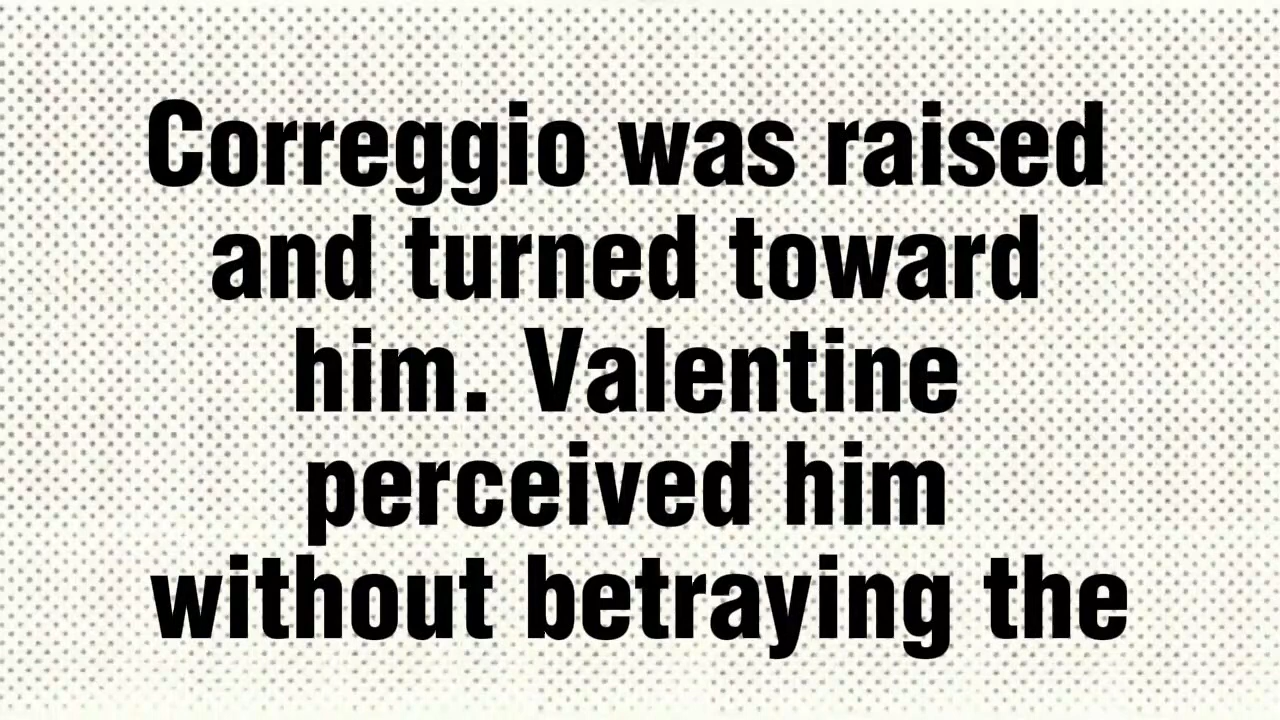 Correggio was raised
and turned toward
him. Valentine
perceived him
without betraying the